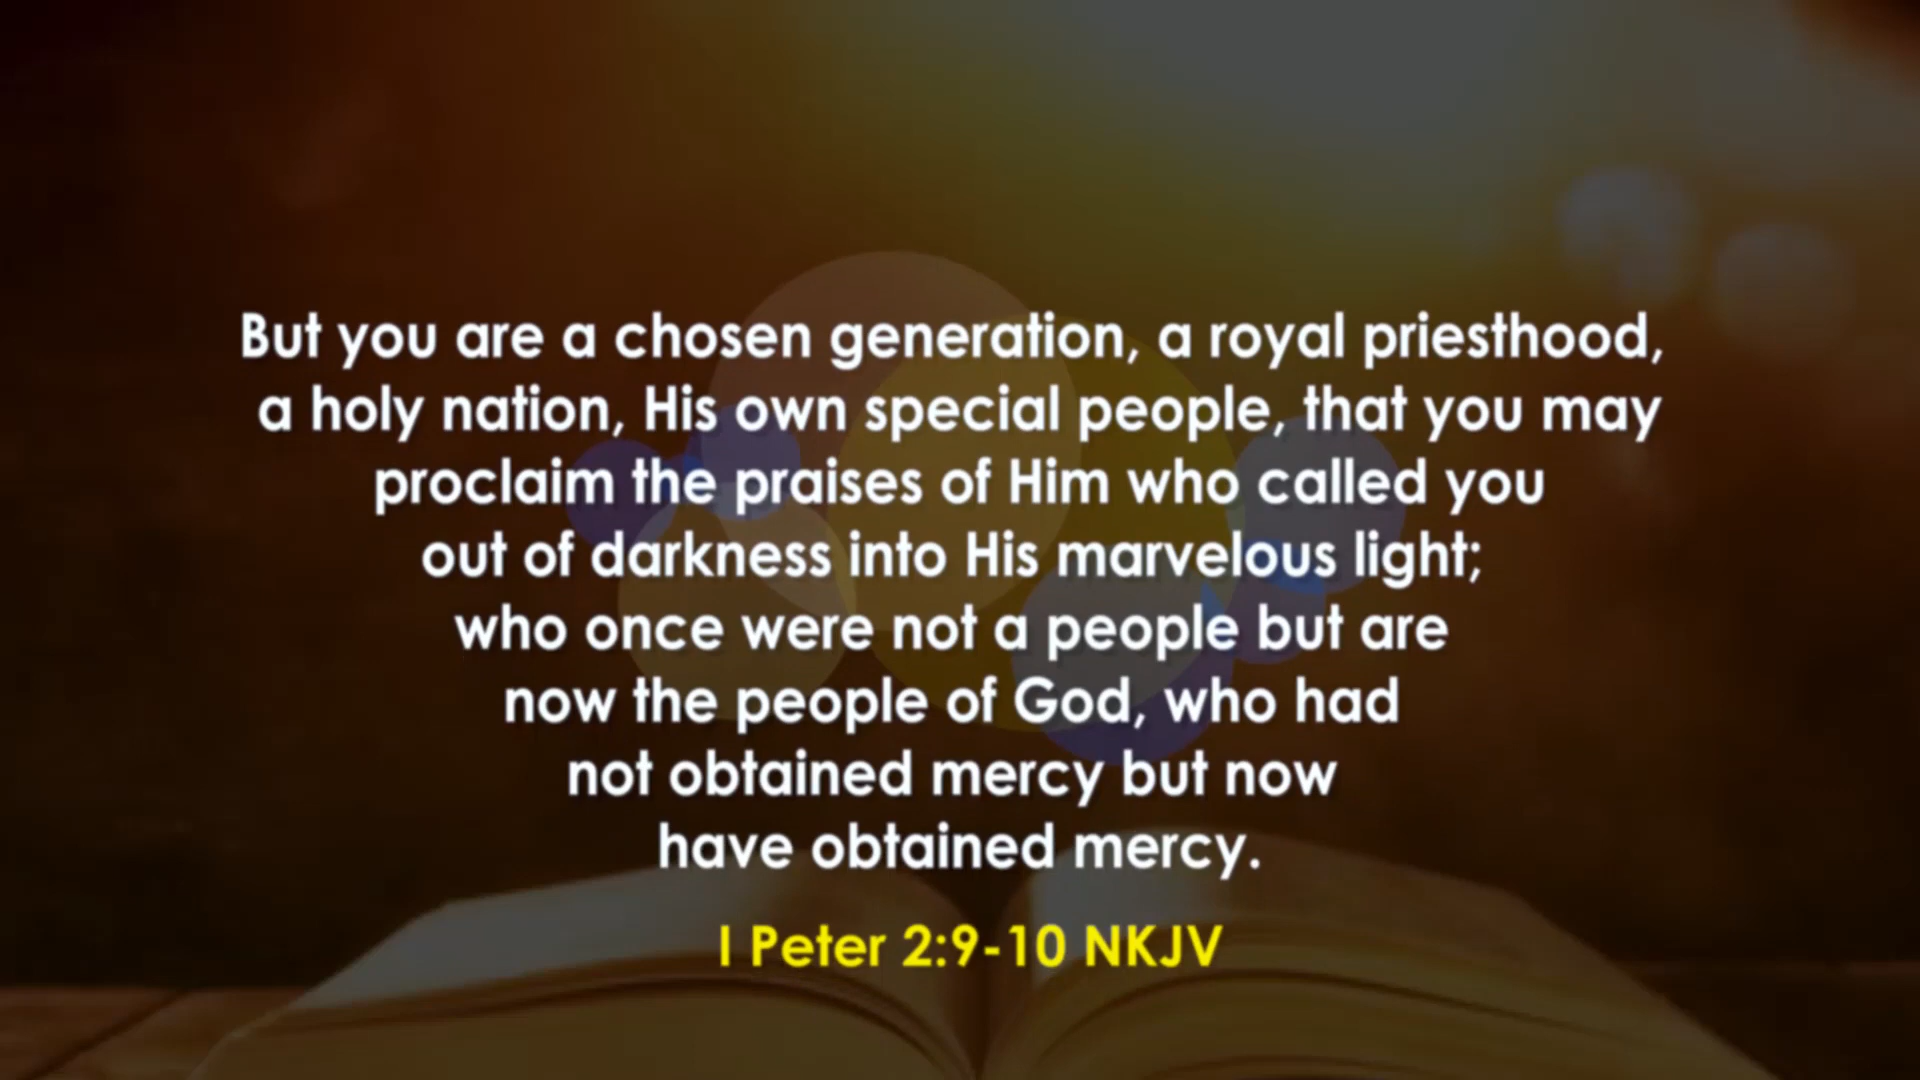 But you are a chosen generation, a royal priesthood,
a holy nation, His own special people, that you may
proclaim the praises of Him who called you
out of darkness into His marvelous light;
who once were not a people but are
now the people of God, who had
not obtained mercy but now
have obtained mercy.
I Peter 2:9-10 NKJV